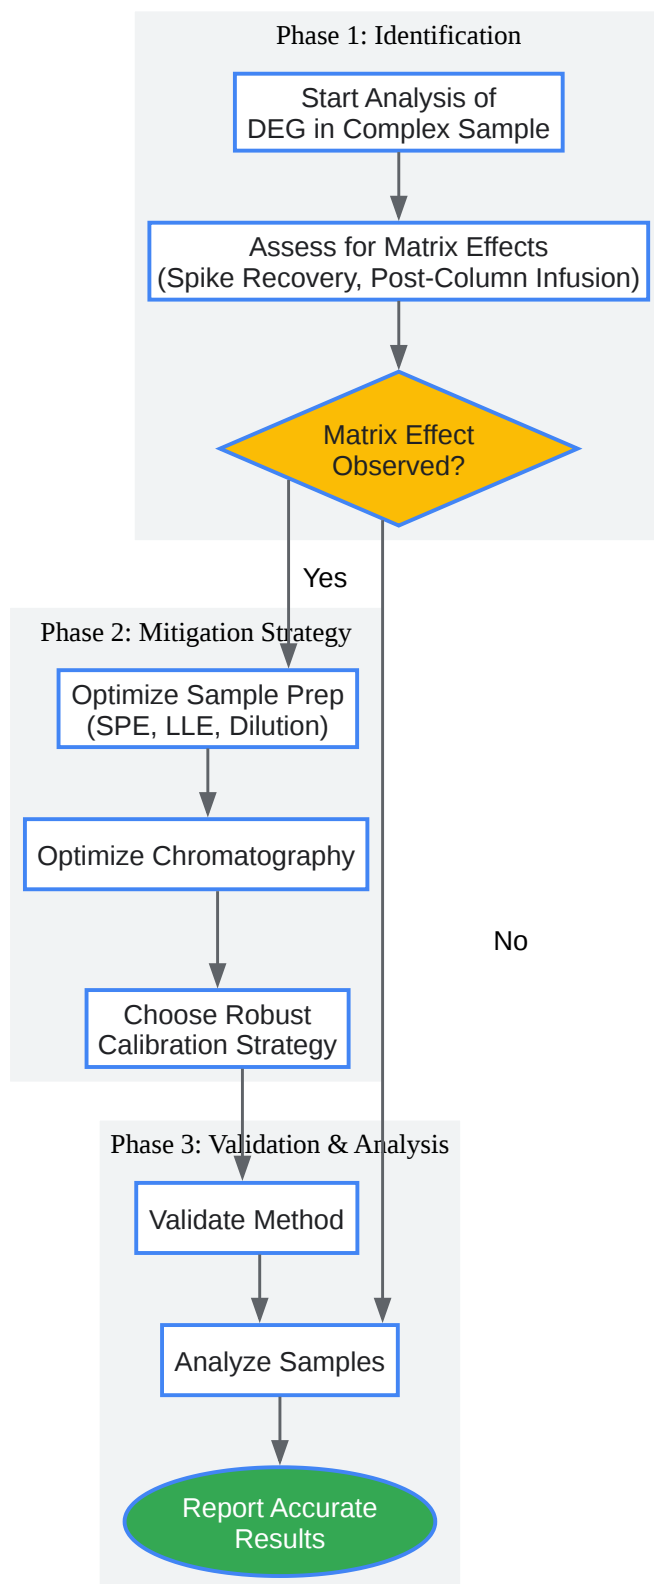 Phase 1: Identification
Start Analysis of
DEG in Complex Sample
Assess for Matrix Effects
(Spike Recovery, Post-Column Infusion)
Matrix Effect
Observed?
Yes
Phase 2: Mitigation Strategy
Optimize Sample Prep
(SPE, LLE, Dilution)
Optimize Chromatography
No
Choose Robust
Calibration Strategy
Phase 3: Validation & Analysis
Validate Method
Analyze Samples
Report Accurate
Results